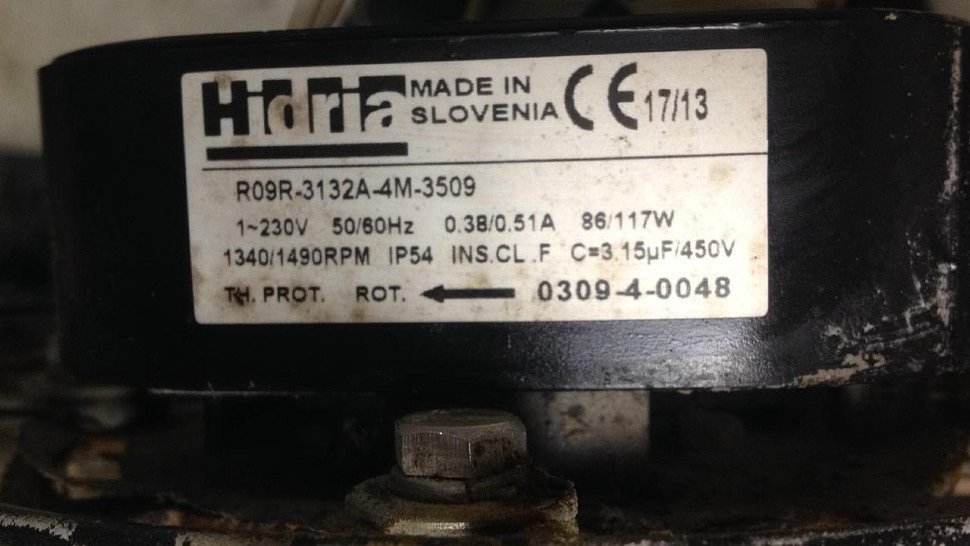 Hidria MADE IN SLOVENIA CE 17/13
R09R-3132A-4M-3509
1~230V 50/60Hz 0.38/0.51A 86/117W
1340/1490RPM IP54 INS.CL .F C=3.15µF/450V
TH. PROT. ROT. ← 0309-4-0048